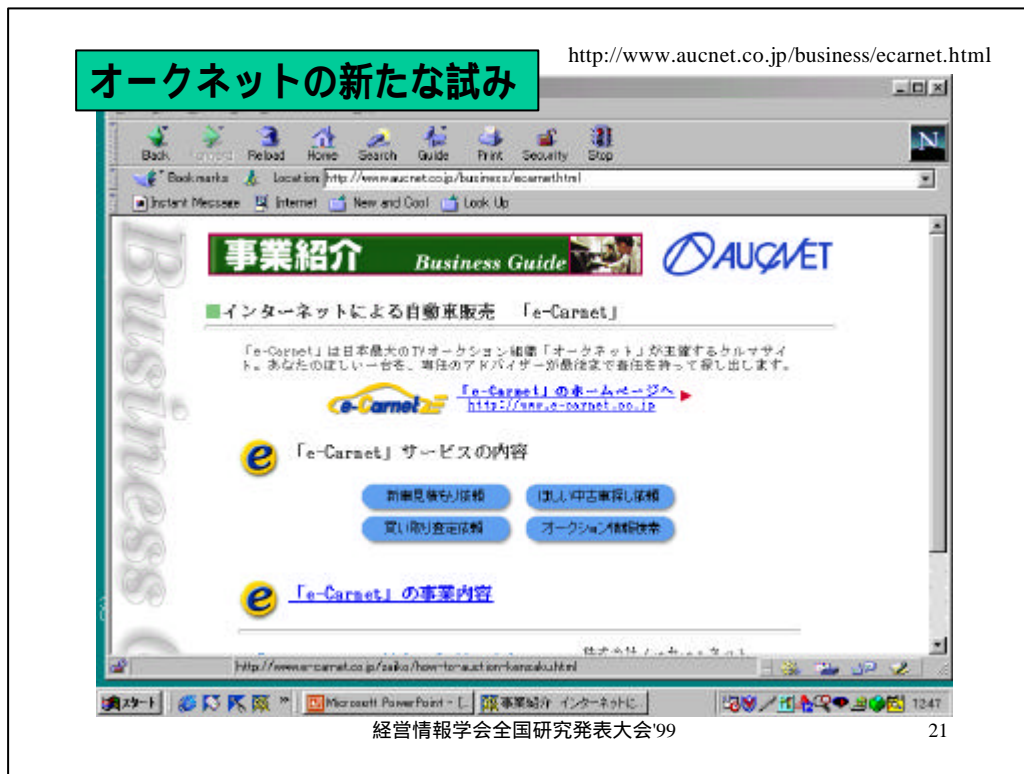 http://www.aucnet.co.jp/business/ecarnet.html
オークネットの新たな試み
Back Forward Reload Home Search Guide Print Security Stop
N
Bookmarks Location: http://www.aucnet.co.jp/business/ecarnet.html
Instant Message Internet New and Cool Look Up
Business
事業紹介 Business Guide AUCNET
■インターネットによる自動車販売 「e-Carnet」
「e-Carnet」は日本最大のTVオークション組織「オークネット」が主催するクルマサイ
ト。あなたのほしい一台を、専任のアドバイザーが最後まで責任を持って探し出します。
e-Carnet 「e-Carnet」のホームページへ
http://www.e-carnet.co.jp
e 「e-Carnet」サービスの内容
新車見積もり依頼 ほしい中古車探し依頼
買い取り査定依頼 オークション情報検索
e 「e-Carnet」の事業内容
http://www.e-carnet.co.jp/zaiko/how-to-auction-kensaku.html
スタート Microsoft PowerPoint - [ 事業紹介 インターネットに... 12:47
経営情報学会全国研究発表大会'99
21